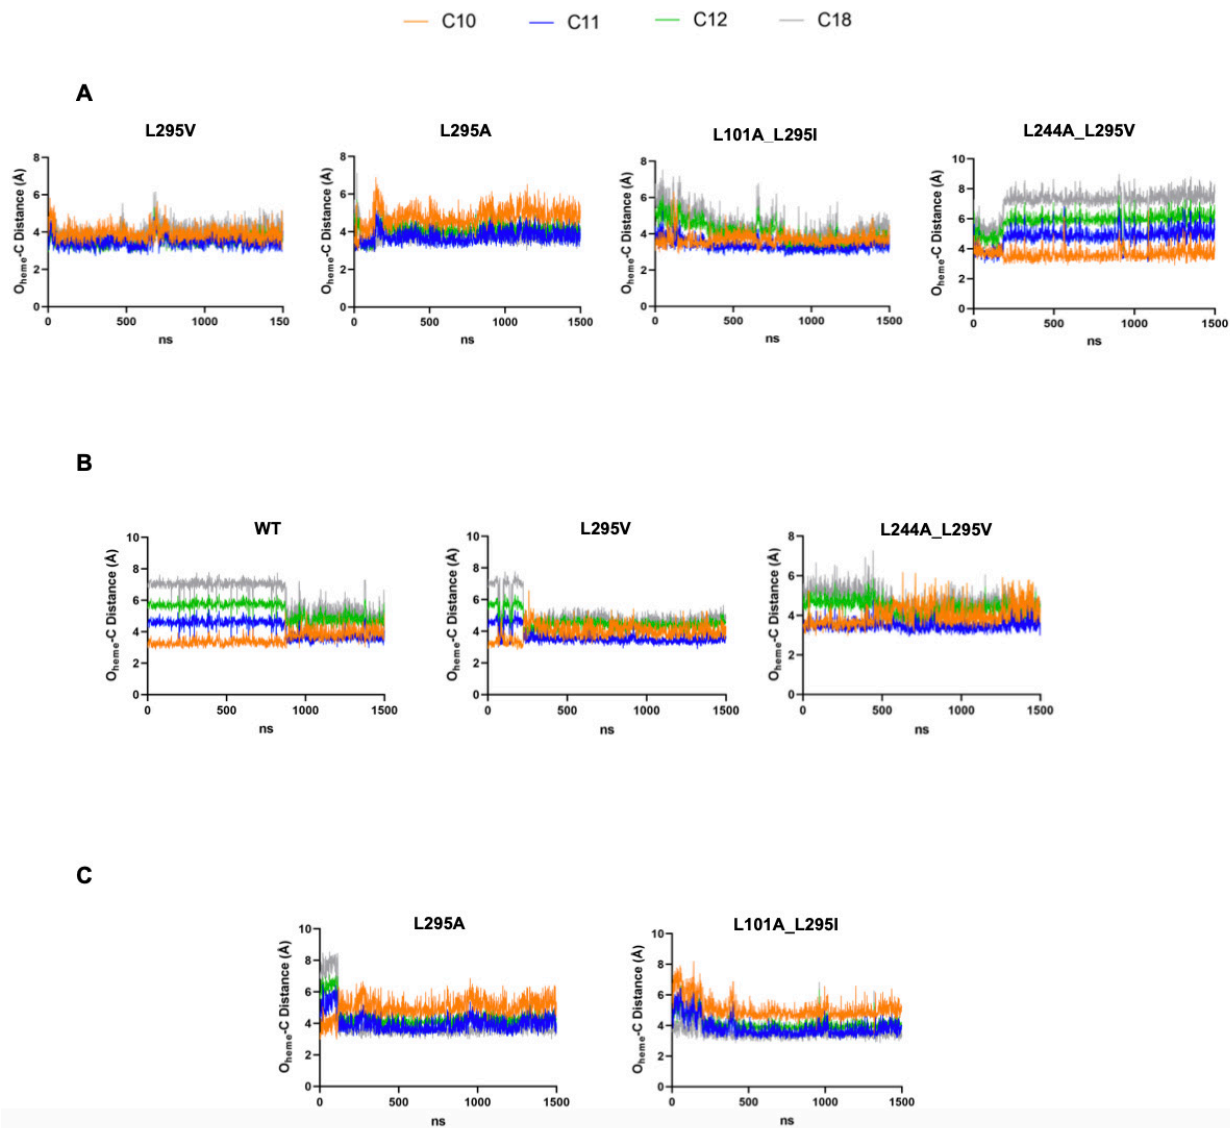 C10 C11 C12 C18
A
L295V L295A L101A_L295I L244A_L295V
Oheme-C Distance (Å) Oheme-C Distance (Å) Oheme-C Distance (Å) Oheme-C Distance (Å)
8 8 8 10
6 6 6 8
4 4 4 6
2 2 2 4
0 0 0 2
0
0 500 1000 150 0 500 1000 1500 0 500 1000 1500 0 500 1000 1500
ns ns ns ns
B
WT L295V L244A_L295V
Oheme-C Distance (Å) Oheme-C Distance (Å) Oheme-C Distance (Å)
10 10 8
8 8 6
6 6 4
4 4 2
2 2 0
0 0
0 500 1000 1500 0 500 1000 1500 0 500 1000 1500
ns ns ns
C
L295A L101A_L295I
Oheme-C Distance (Å) Oheme-C Distance (Å)
10 10
8 8
6 6
4 4
2 2
0 0
0 500 1000 1500 0 500 1000 1500
ns ns